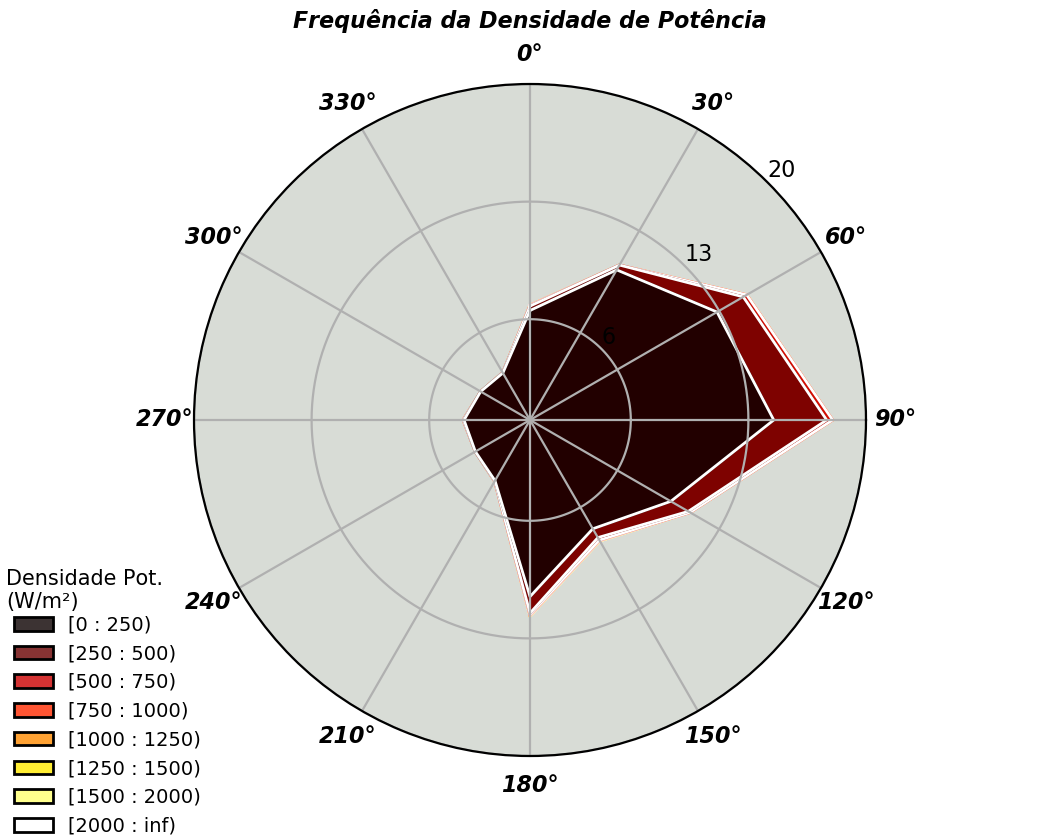 Frequência da Densidade de Potência
0°
30°
60°
90°
120°
150°
180°
210°
240°
270°
300°
330°
6
13
20
Densidade Pot.
(W/m²)
[0 : 250)
[250 : 500)
[500 : 750)
[750 : 1000)
[1000 : 1250)
[1250 : 1500)
[1500 : 2000)
[2000 : inf)